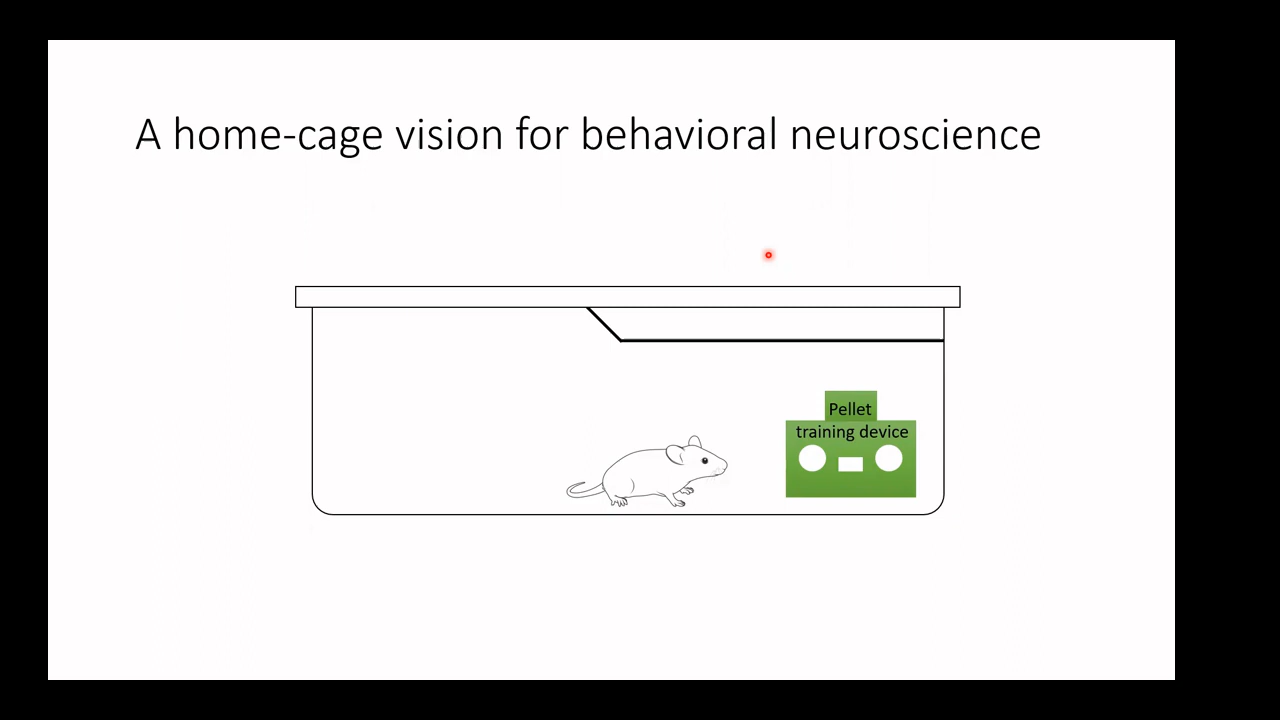 A home-cage vision for behavioral neuroscience
Pellet
training device